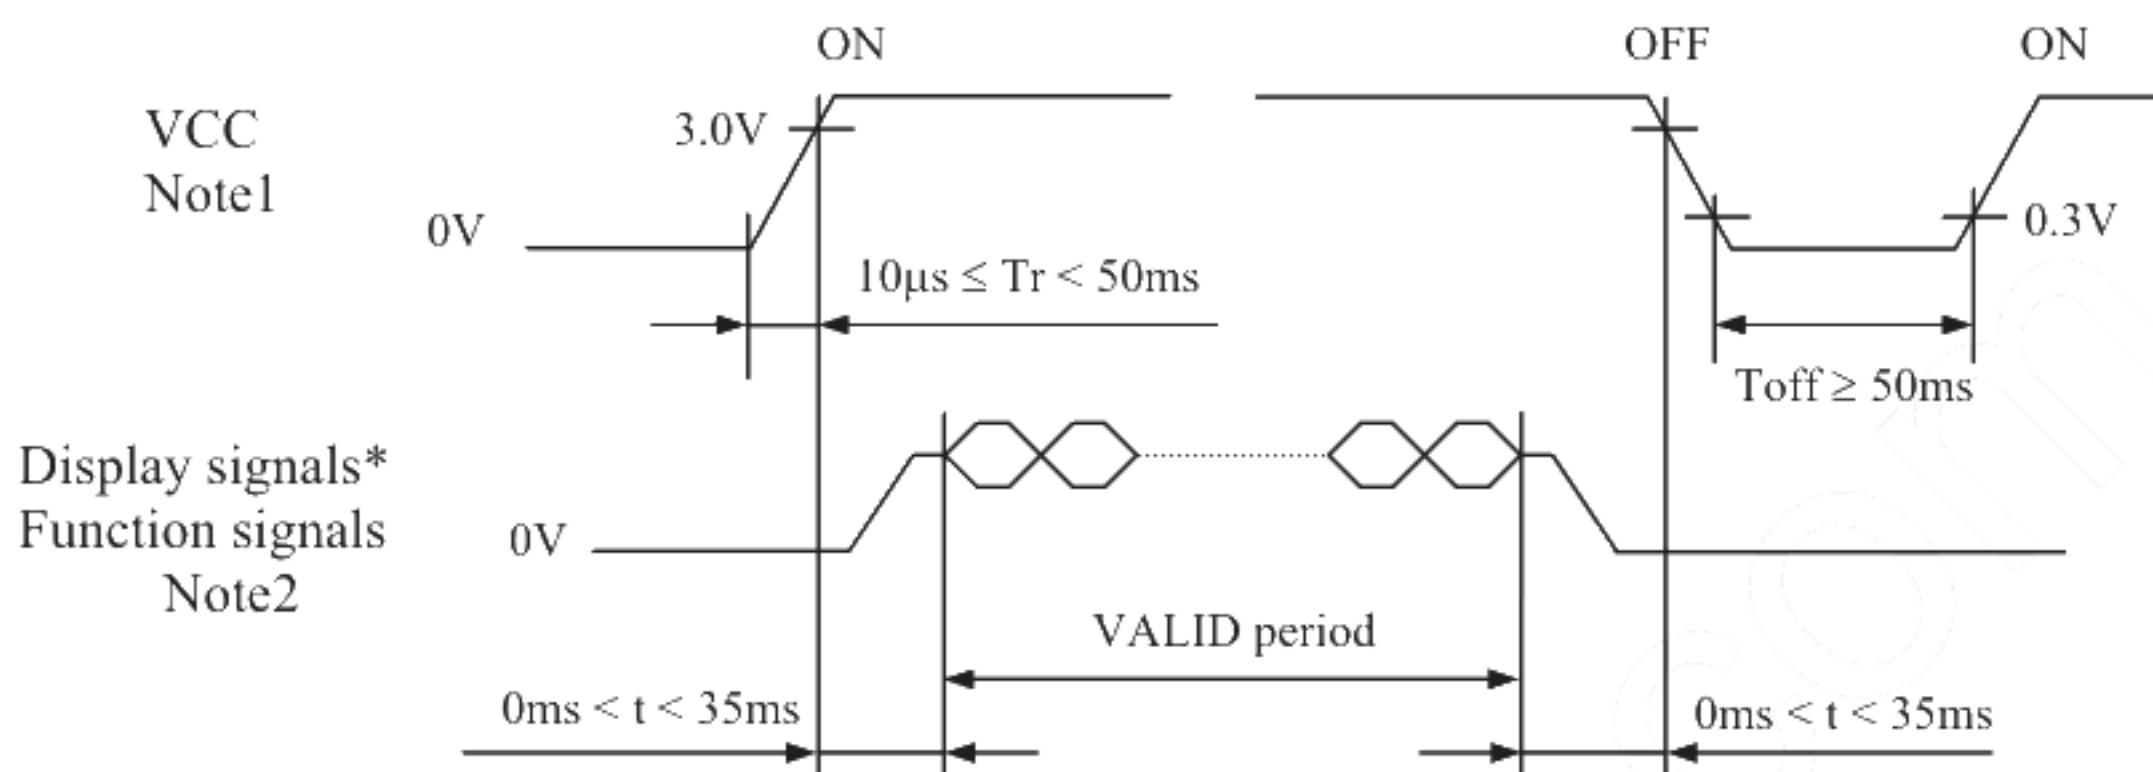 ON
OFF
ON
VCC
Note1
3.0V
0V
0.3V
10μs ≤ Tr < 50ms
Toff ≥ 50ms
Display signals*
Function signals
Note2
0V
VALID period
0ms < t < 35ms
0ms < t < 35ms
com